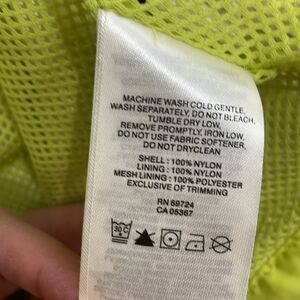 MACHINE WASH COLD GENTLE,
WASH SEPARATELY, DO NOT BLEACH,
TUMBLE DRY LOW,
REMOVE PROMPTLY, IRON LOW,
DO NOT USE FABRIC SOFTENER,
DO NOT DRYCLEAN
SHELL : 100% NYLON
MESH LINING : 100% NYLON
LINING : 100% POLYESTER
EXCLUSIVE OF TRIMMING
RN 69724
CA 05367
30 C